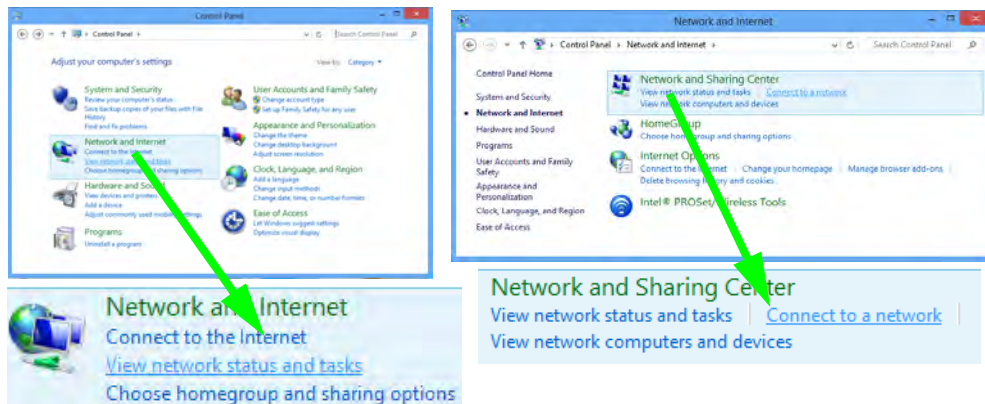 Control Panel
Control Panel
Search Control Panel
Adjust your computer's settings
View by: Category
System and Security
Review your computer's status
Save backup copies of your files with File
History
Find and fix problems
Network and Internet
Connect to the Internet
View network status and tasks
Choose homegroup and sharing options
Hardware and Sound
View devices and printers
Add a device
Adjust commonly used mobility settings
Programs
Uninstall a program
User Accounts and Family Safety
Change account type
Set up Family Safety for any user
Appearance and Personalization
Change the theme
Change desktop background
Adjust screen resolution
Clock, Language, and Region
Add a language
Change input methods
Change date, time, or number formats
Ease of Access
Let Windows suggest settings
Optimize visual display
Network and Internet
Connect to the Internet
View network status and tasks
Choose homegroup and sharing options
Network and Internet
Control Panel Network and Internet
Search Control Panel
Control Panel Home
System and Security
Network and Internet
Hardware and Sound
Programs
User Accounts and Family
Safety
Appearance and
Personalization
Clock, Language, and Region
Ease of Access
Network and Sharing Center
View network status and tasks Connect to a network
View network computers and devices
HomeGroup
Choose homegroup and sharing options
Internet Options
Connect to the Internet Change your homepage Manage browser add-ons
Delete browsing history and cookies
Intel® PROSet/Wireless Tools
Network and Sharing Center
View network status and tasks Connect to a network
View network computers and devices